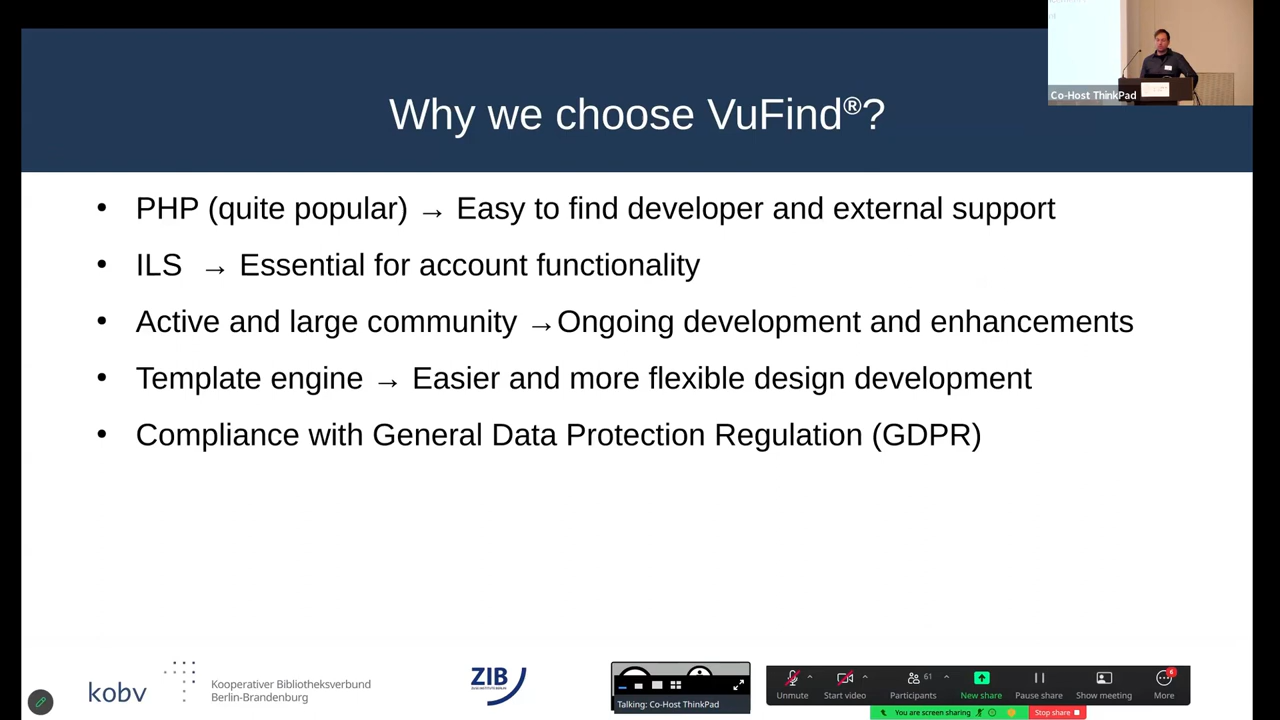 Why we choose VuFind®?
Co-Host ThinkPad
• PHP (quite popular) → Easy to find developer and external support
• ILS → Essential for account functionality
• Active and large community →Ongoing development and enhancements
• Template engine → Easier and more flexible design development
• Compliance with General Data Protection Regulation (GDPR)
kobv
Kooperativer Bibliotheksverbund
Berlin-Brandenburg
ZIB
Talking: Co-Host ThinkPad
Unmute
Start video
61
Participants
New share
Pause share
Show meeting
6
More
You are screen sharing
Stop share